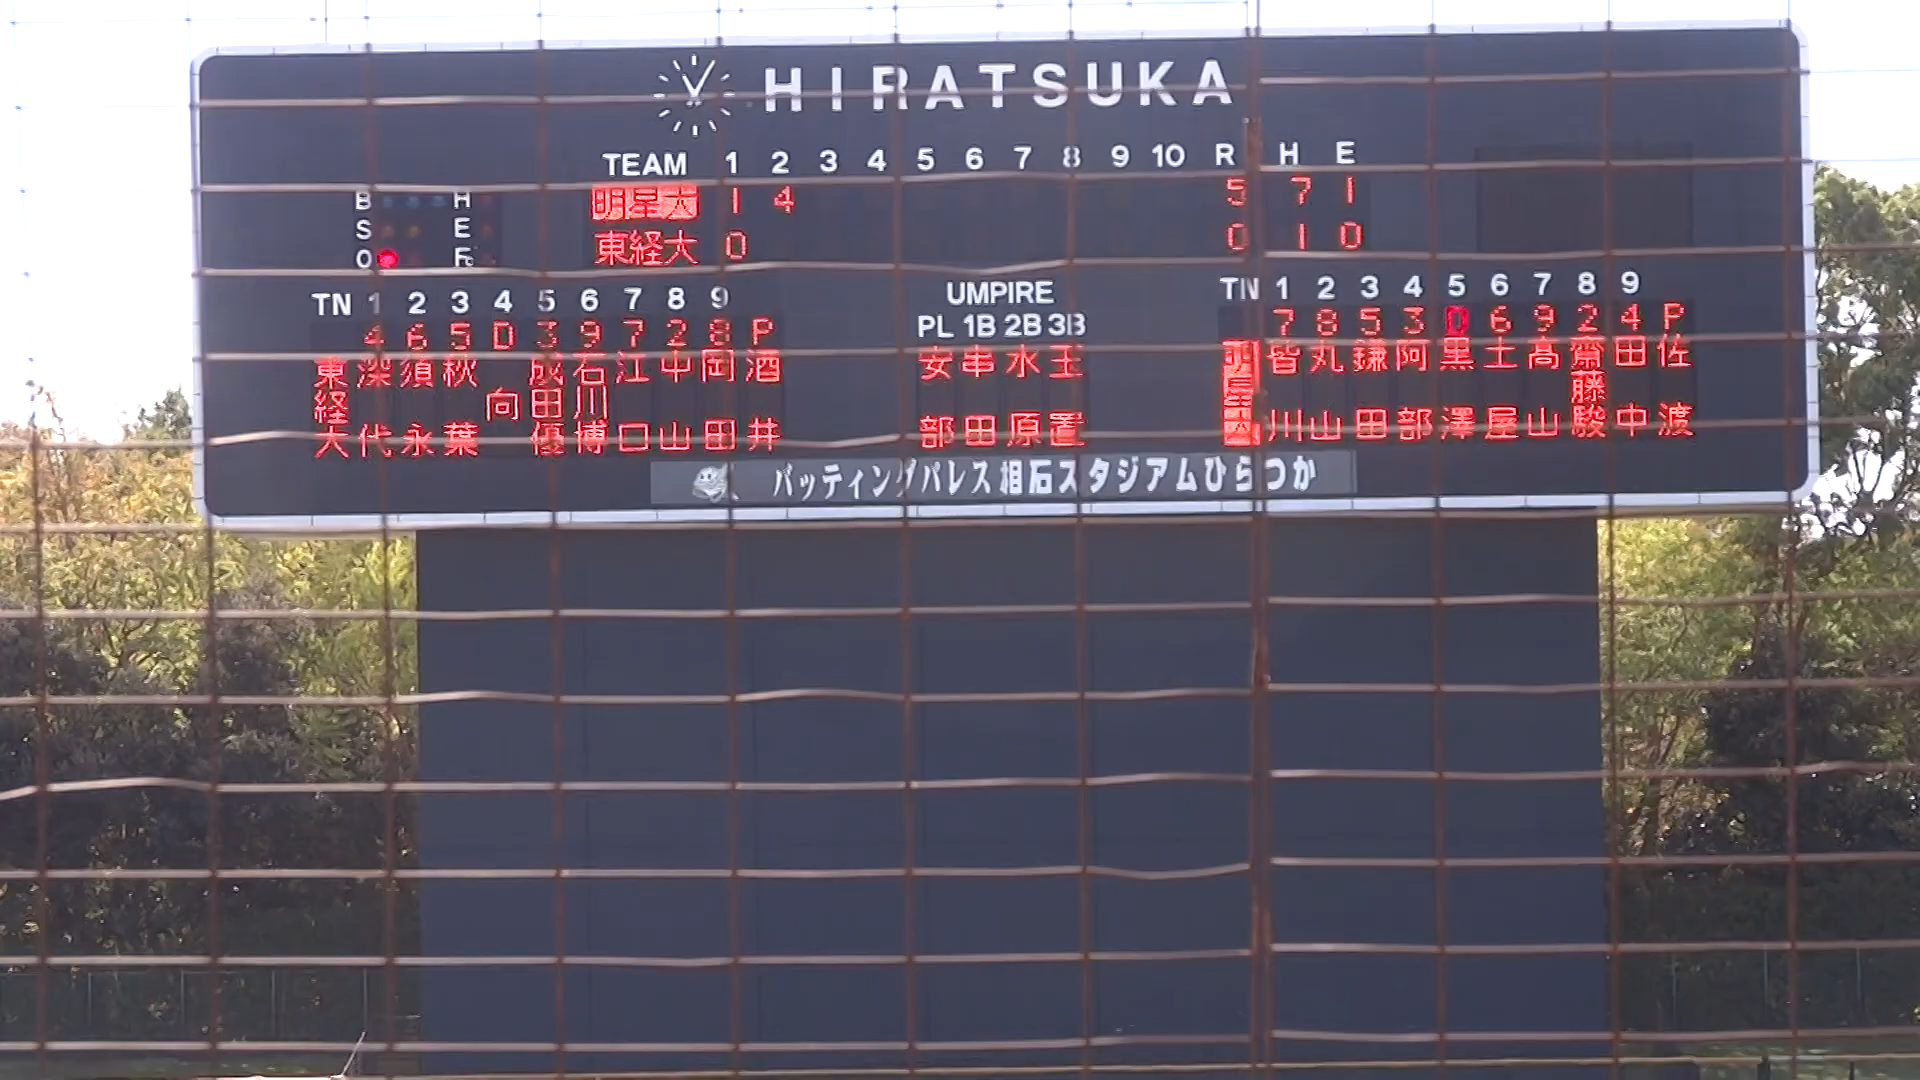 HIRATSUKA
TEAM 1 2 3 4 5 6 7 8 9 10 R H E
B H 明星大 1 4 5 7 1
S E
O F 東経大 0 0 1 0
TN 1 2 3 4 5 6 7 8 9
4 6 5 D 3 9 7 2 8 P
東経大 深代 須永 秋葉 向 成田優 石川博 江口 中山 岡田 酒井
UMPIRE
PL 1B 2B 3B
安部 串田 水原 玉置
TN 1 2 3 4 5 6 7 8 9
7 8 5 3 D 6 9 2 4 P
明星大 皆川 丸山 鎌田 阿部 黒澤 土屋 高山 齋藤駿 田中 佐渡
バッティングパレス相石スタジアムひらつか